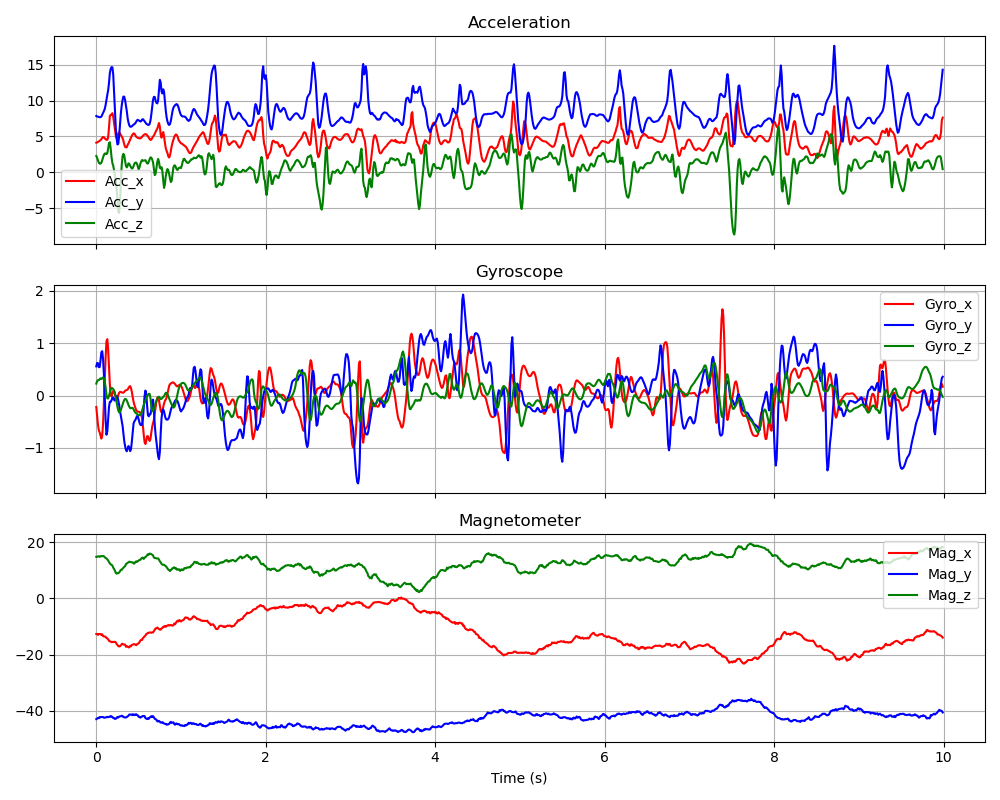 Acceleration
15
10
5
0
−5
Acc_x
Acc_y
Acc_z
Gyroscope
2
1
0
−1
Gyro_x
Gyro_y
Gyro_z
Magnetometer
20
0
−20
−40
Mag_x
Mag_y
Mag_z
0 2 4 6 8 10
Time (s)